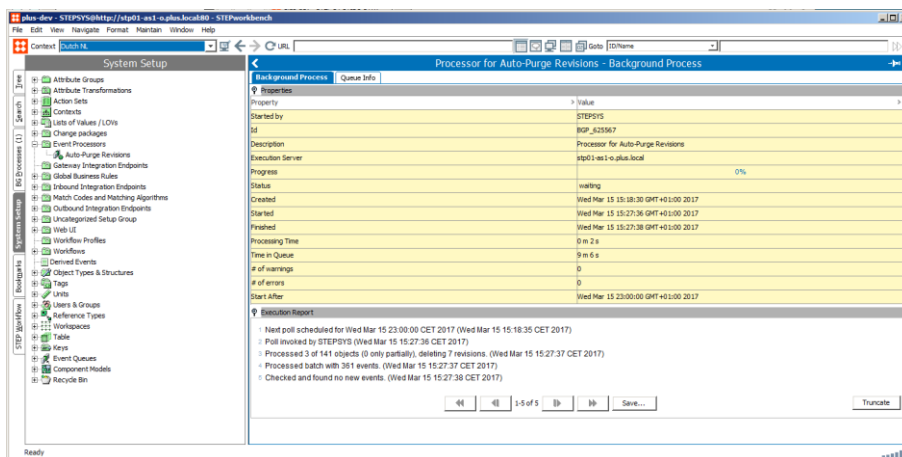 plus-dev - STEPSYS@http://stp01-as1-o.plus.local:80 - STEPworkbench
File Edit View Navigate Format Maintain Window Help
Context Dutch NL URL Goto ID/Name
System Setup
Processor for Auto-Purge Revisions - Background Process
Tree
Search
BG Processes (1)
System Setup
Bookmarks
STEP Workflow
Attribute Groups
Attribute Transformations
Action Sets
Contexts
Lists of Values / LOVs
Change packages
Event Processors
Auto-Purge Revisions
Gateway Integration Endpoints
Global Business Rules
Inbound Integration Endpoints
Match Codes and Matching Algorithms
Outbound Integration Endpoints
Uncategorized Setup Group
Web UI
Workflow Profiles
Workflows
Derived Events
Object Types & Structures
Tags
Units
Users & Groups
Reference Types
Workspaces
Table
Keys
Event Queues
Component Models
Recycle Bin
Background Process Queue Info
Properties
Property > Value >
Started by STEPSYS
Id BGP_625567
Description Processor for Auto-Purge Revisions
Execution Server stp01-as1-o.plus.local
Progress 0%
Status waiting
Created Wed Mar 15 15:18:30 GMT+01:00 2017
Started Wed Mar 15 15:27:36 GMT+01:00 2017
Finished Wed Mar 15 15:27:38 GMT+01:00 2017
Processing Time 0 m 2 s
Time in Queue 9 m 6 s
# of warnings 0
# of errors 0
Start After Wed Mar 15 23:00:00 GMT+01:00 2017
Execution Report
1 Next poll scheduled for Wed Mar 15 23:00:00 CET 2017 (Wed Mar 15 15:18:35 CET 2017)
2 Poll invoked by STEPSYS (Wed Mar 15 15:27:36 CET 2017)
3 Processed 3 of 141 objects (0 only partially), deleting 7 revisions. (Wed Mar 15 15:27:37 CET 2017)
4 Processed batch with 361 events. (Wed Mar 15 15:27:37 CET 2017)
5 Checked and found no new events. (Wed Mar 15 15:27:38 CET 2017)
1-5 of 5 Save... Truncate
Ready